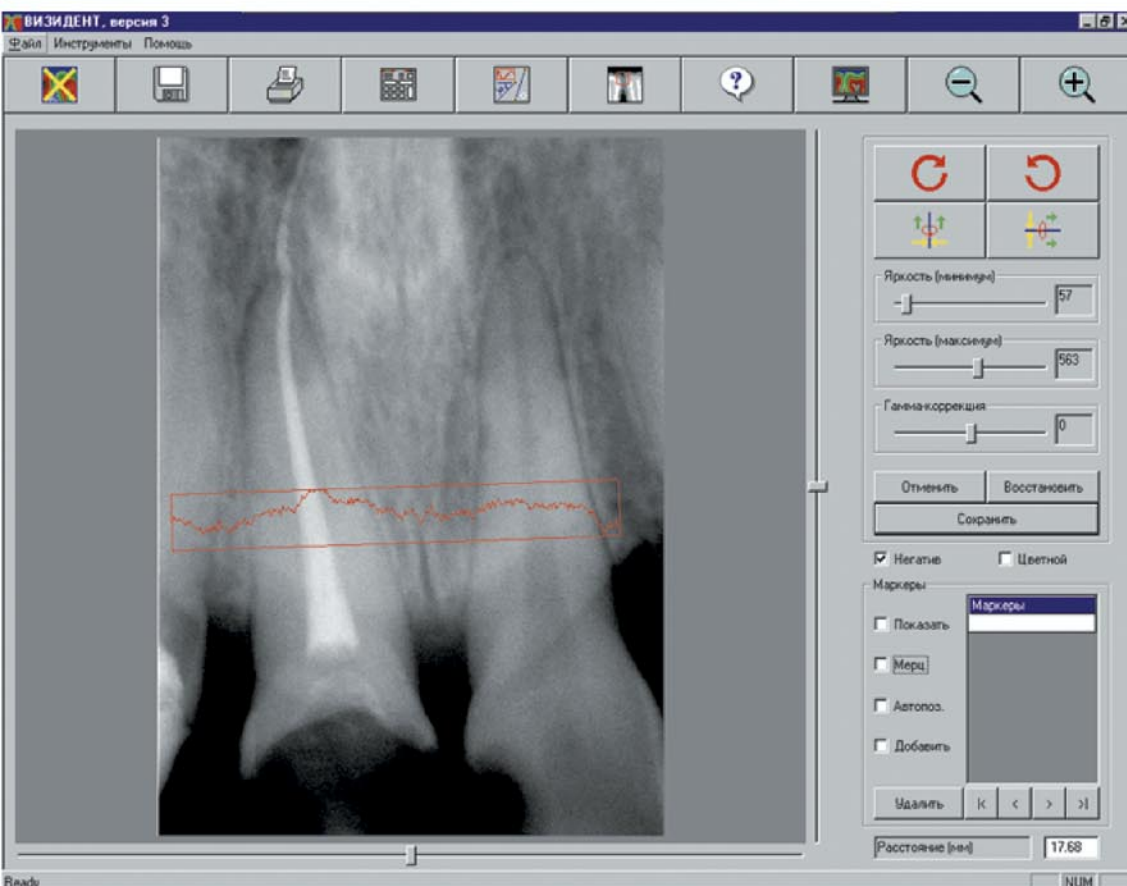 ВИЗИДЕНТ, версия 3
Файл Инструменты Помощь
?
Яркость (минимум)
57
Яркость (максимум)
563
Гамма-коррекция
0
Отменить Восстановить
Сохранить
Негатив Цветной
Маркеры
Маркеры
Показать
Мерц.
Автопоз.
Добавить
Удалить |< < > >|
Расстояние (мм) 17.68
Ready NUM